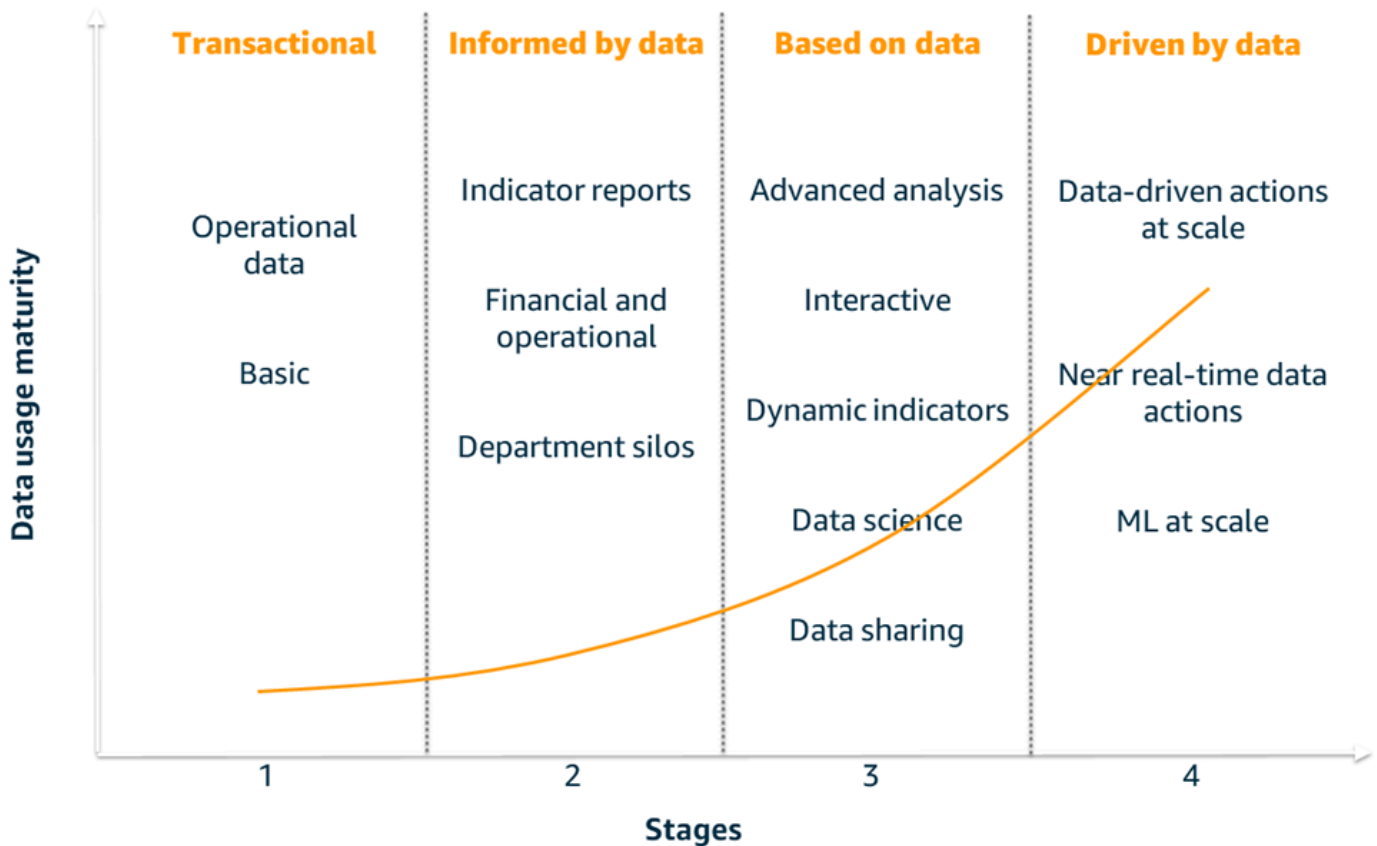 Transactional
Operational
data
Basic
Informed by data
Indicator reports
Financial and
operational
Department silos
Based on data
Advanced analysis
Interactive
Dynamic indicators
Data science
Data sharing
Driven by data
Data-driven actions
at scale
Near real-time data
actions
ML at scale
Data usage maturity
1
2
3
4
Stages